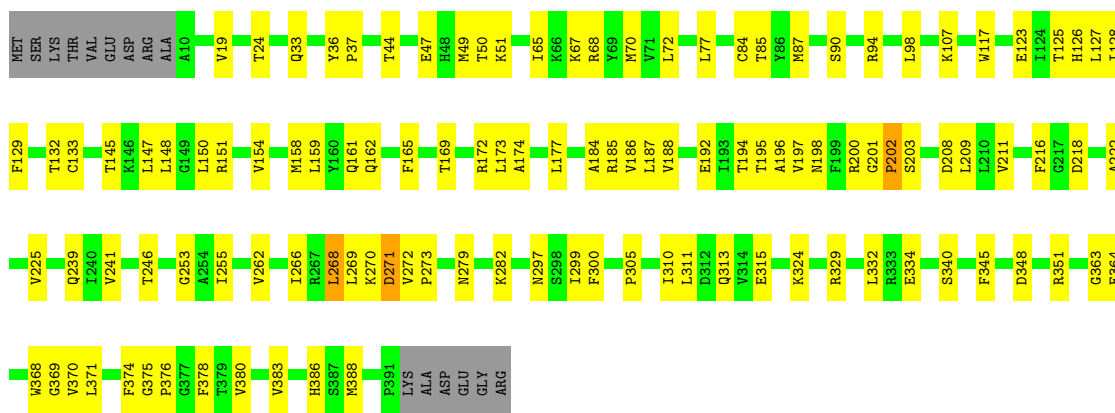 MET SER LYS THR VAL GLU ASP ARG ALA A10 V19 T24 Q33 Y36 P37 T44 E47 H48 M49 T50 K51 I65 K66 K67 R68 Y69 M70 V71 L72 L77 C84 T85 Y86 M87 S90 R94 L98 K107 W117 E123 I124 T125 H126 L127
F129 T132 C133 T145 K146 L147 L148 G149 L150 R151 V154 M158 L159 Y160 Q161 Q162 F165 T169 R172 L173 A174 L177 A184 R185 V186 L187 V188 E192 I193 T194 T195 A196 V197 N198 F199 R200 G201 P202 S203 D208 L209 L210 V211 F216 G217 D218
V225 Q239 I240 V241 T246 G253 A254 I255 V262 I266 R267 L268 L269 K270 D271 V272 P273 N279 K282 N297 S298 I299 F300 P305 I310 L311 D312 Q313 V314 E315 K324 R329 L332 R333 E334 S340 F345 D348 R351 G363
W368 G369 V370 L371 F374 G375 P376 G377 F378 T379 V380 V383 H386 S387 M388 P391 LYS ALA ASP GLU GLY ARG